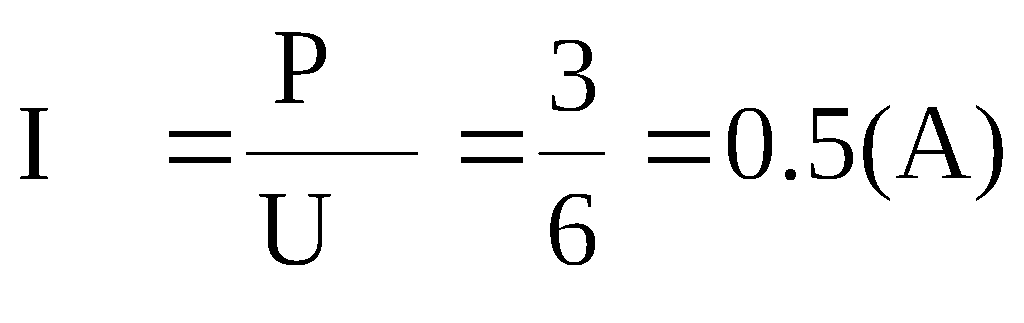 I = P/U = 3/6 = 0.5(A)